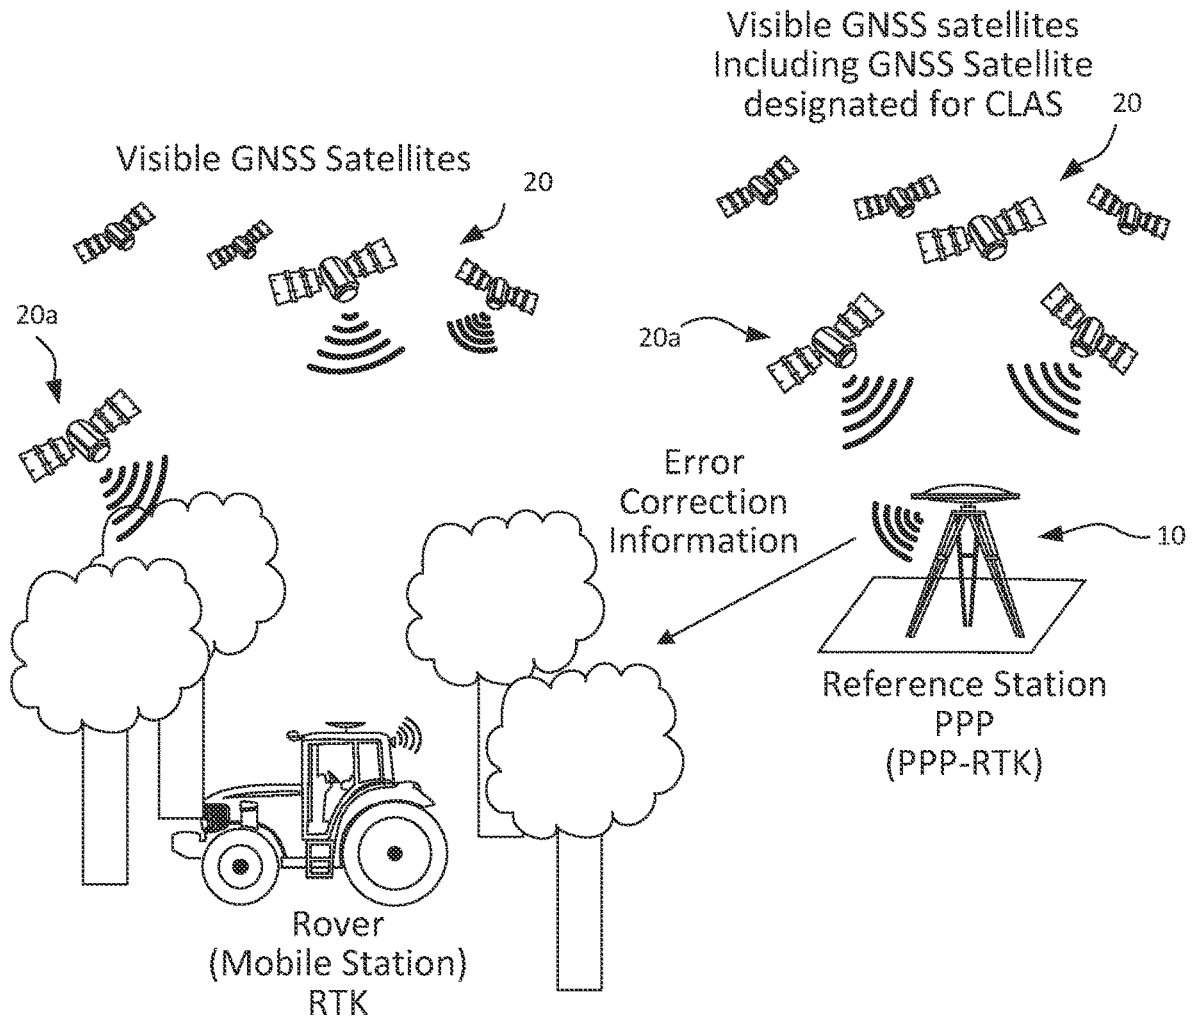 Visible GNSS satellites
Including GNSS Satellite
designated for CLAS
20
Visible GNSS Satellites
20
20a
20a
Error
Correction
Information
10
Reference Station
PPP
(PPP-RTK)
Rover
(Mobile Station)
RTK